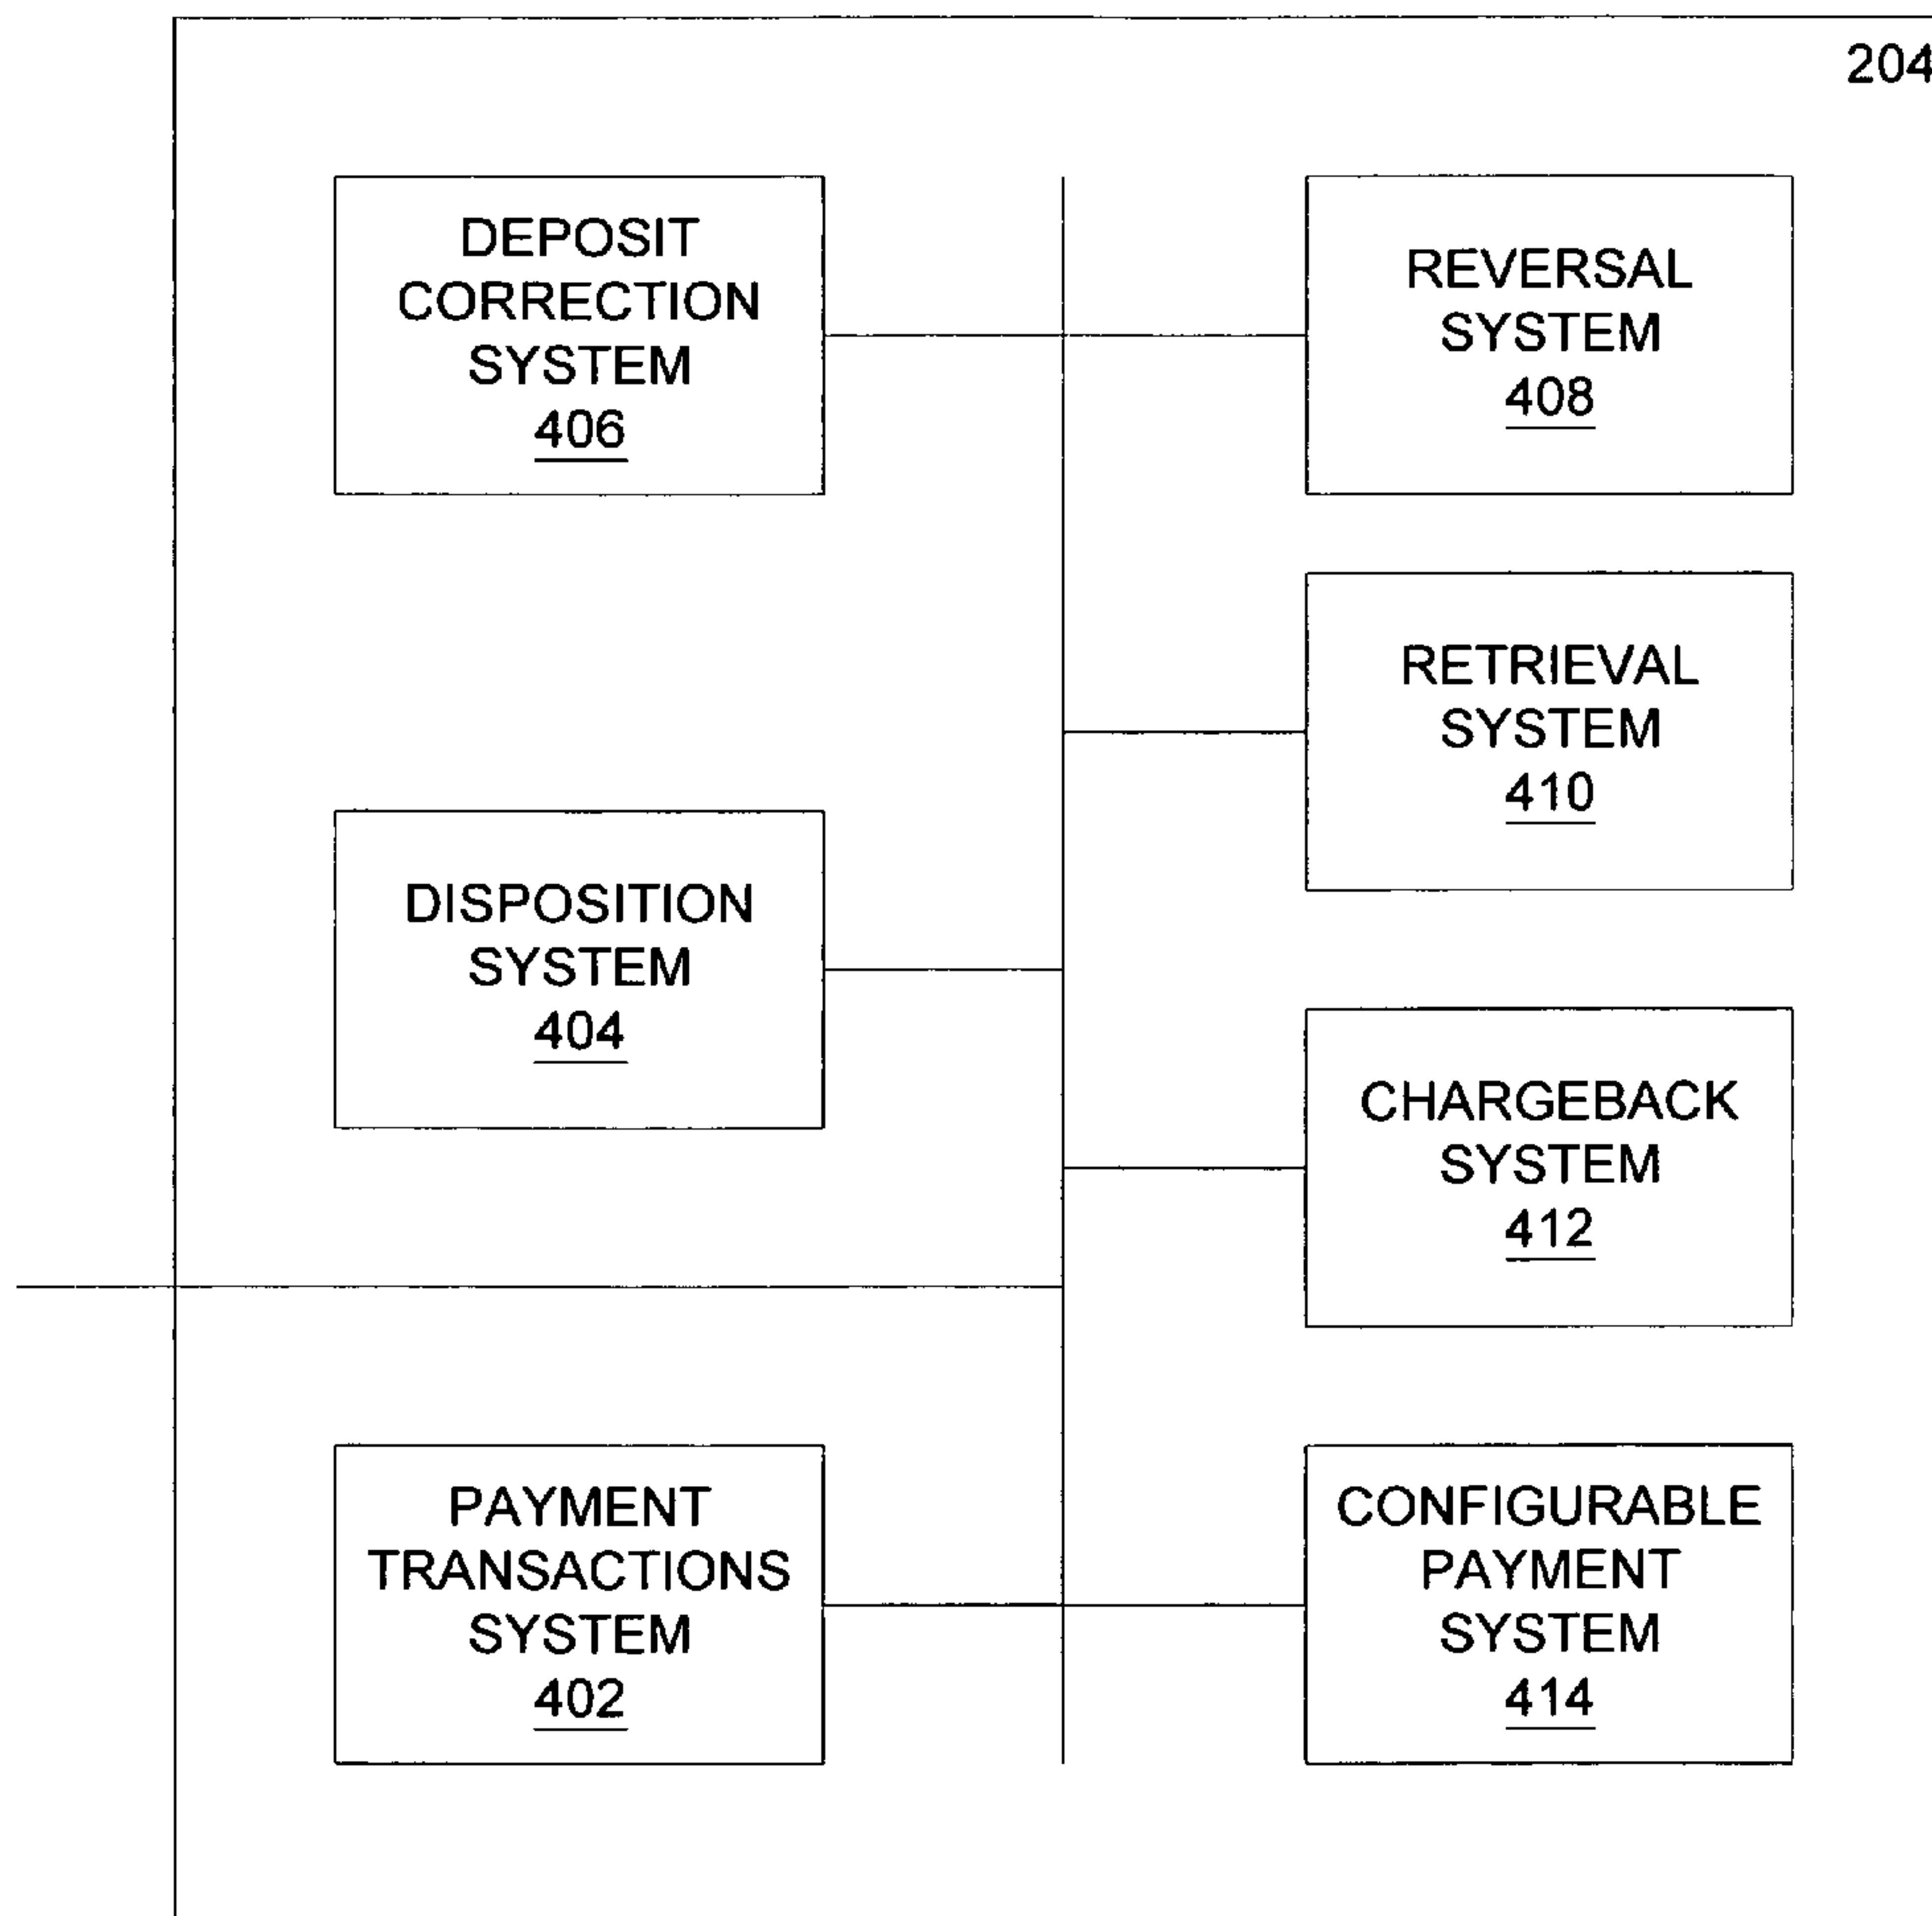 204
DEPOSIT
CORRECTION
SYSTEM
406
REVERSAL
SYSTEM
408
RETRIEVAL
SYSTEM
410
DISPOSITION
SYSTEM
404
CHARGEBACK
SYSTEM
412
PAYMENT
TRANSACTIONS
SYSTEM
402
CONFIGURABLE
PAYMENT
SYSTEM
414